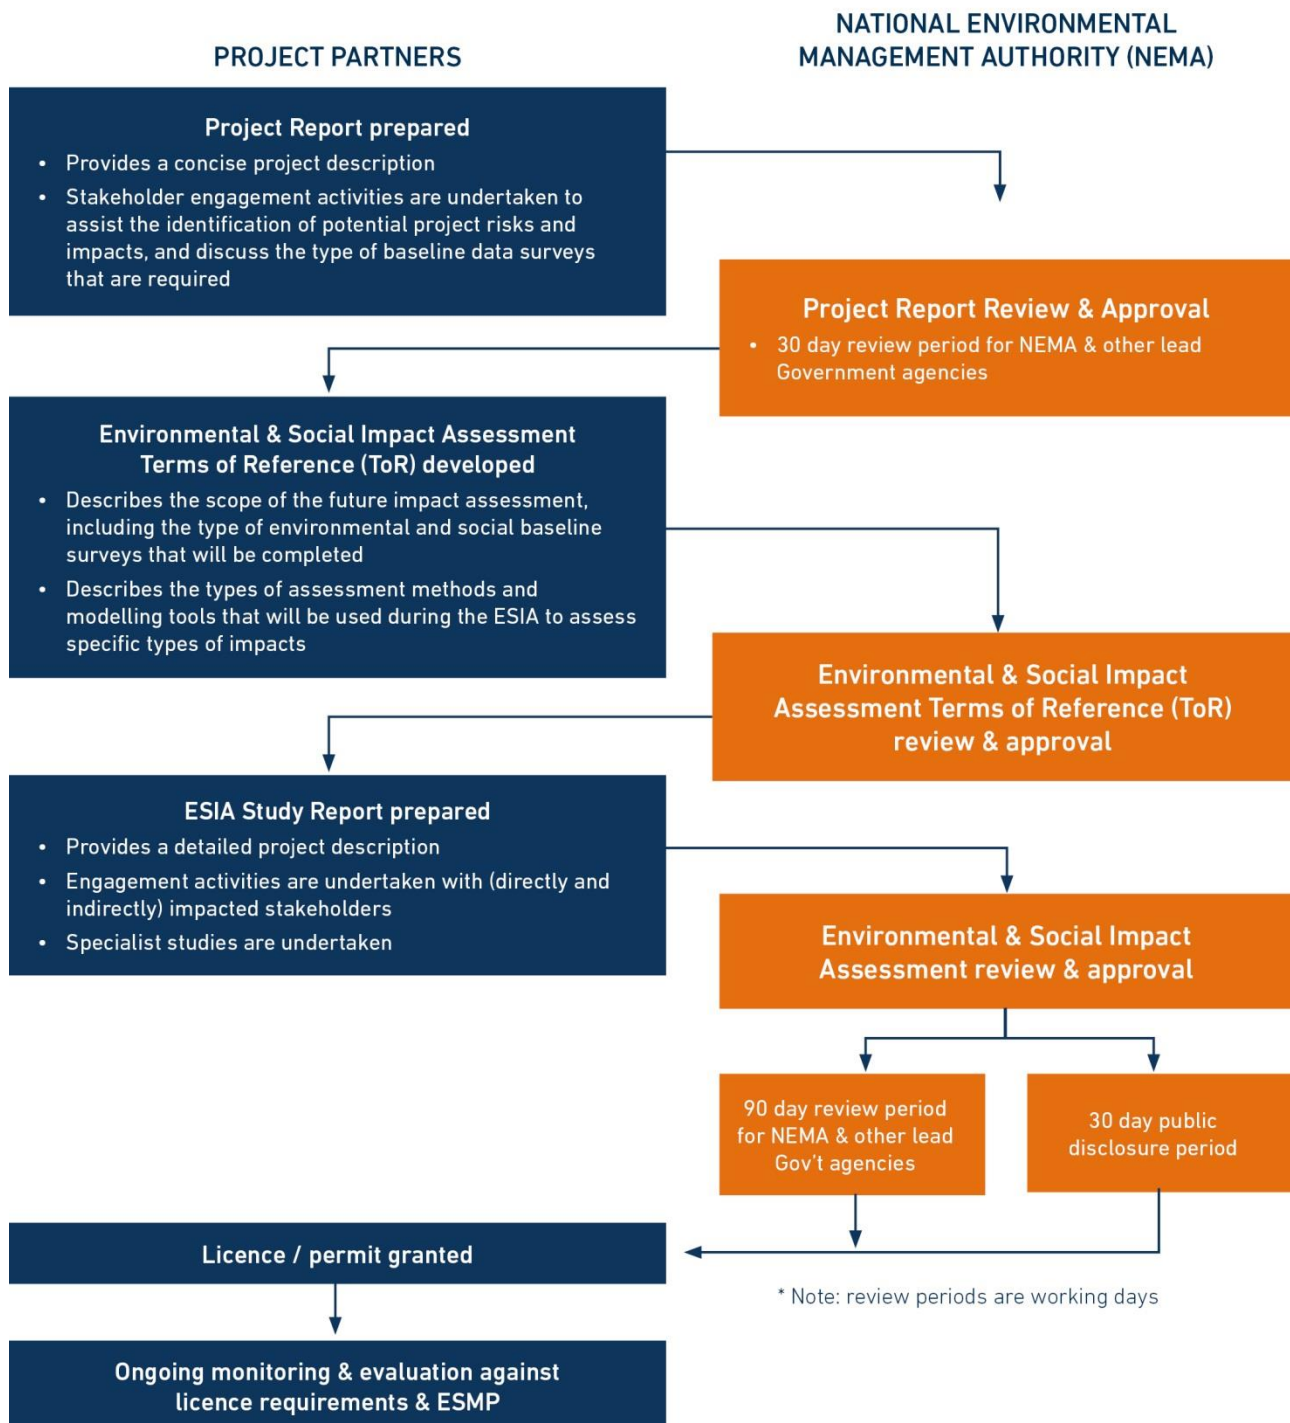 PROJECT PARTNERS
NATIONAL ENVIRONMENTAL
MANAGEMENT AUTHORITY (NEMA)
Project Report prepared
• Provides a concise project description
• Stakeholder engagement activities are undertaken to
assist the identification of potential project risks and
impacts, and discuss the type of baseline data surveys
that are required
Project Report Review & Approval
• 30 day review period for NEMA & other lead
Government agencies
Environmental & Social Impact Assessment
Terms of Reference (ToR) developed
• Describes the scope of the future impact assessment,
including the type of environmental and social baseline
surveys that will be completed
• Describes the types of assessment methods and
modelling tools that will be used during the ESIA to assess
specific types of impacts
Environmental & Social Impact
Assessment Terms of Reference (ToR)
review & approval
ESIA Study Report prepared
• Provides a detailed project description
• Engagement activities are undertaken with (directly and
indirectly) impacted stakeholders
• Specialist studies are undertaken
Environmental & Social Impact
Assessment review & approval
90 day review period
for NEMA & other lead
Gov't agencies
30 day public
disclosure period
Licence / permit granted
* Note: review periods are working days
Ongoing monitoring & evaluation against
licence requirements & ESMP